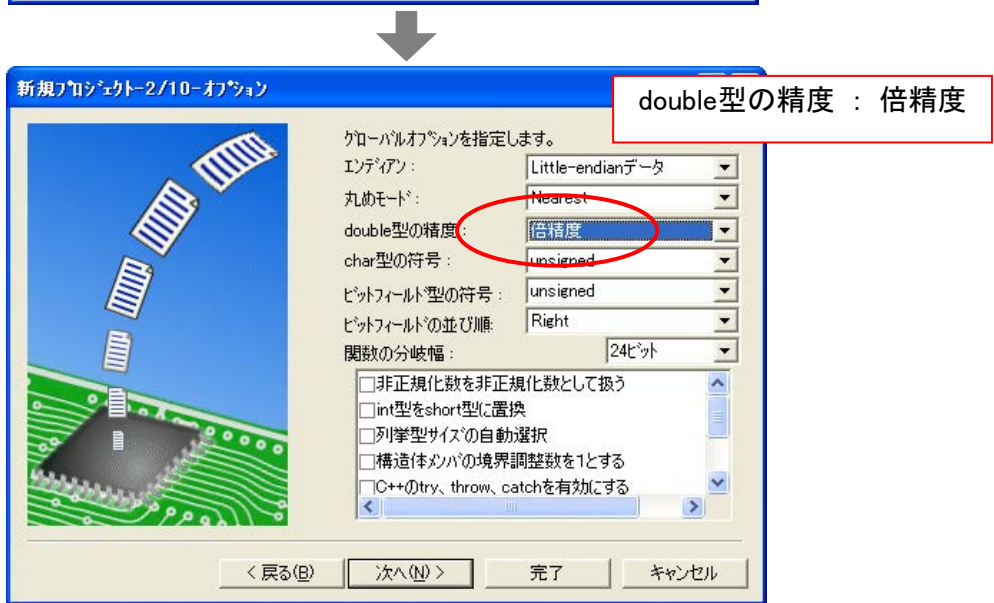 新規プロジェクト-2/10-オプション
double型の精度 ： 倍精度
グローバルオプションを指定します。
エンディアン： Little-endianデータ
丸めモード： Nearest
double型の精度： 倍精度
char型の符号： unsigned
ビットフィールド型の符号： unsigned
ビットフィールドの並び順： Right
関数の分岐幅： 24ビット
非正規化数を非正規化数として扱う
int型をshort型に置換
列挙型サイズの自動選択
構造体メンバの境界調整数を1とする
C++のtry、throw、catchを有効にする
< 戻る(B) 次へ(N) > 完了 キャンセル